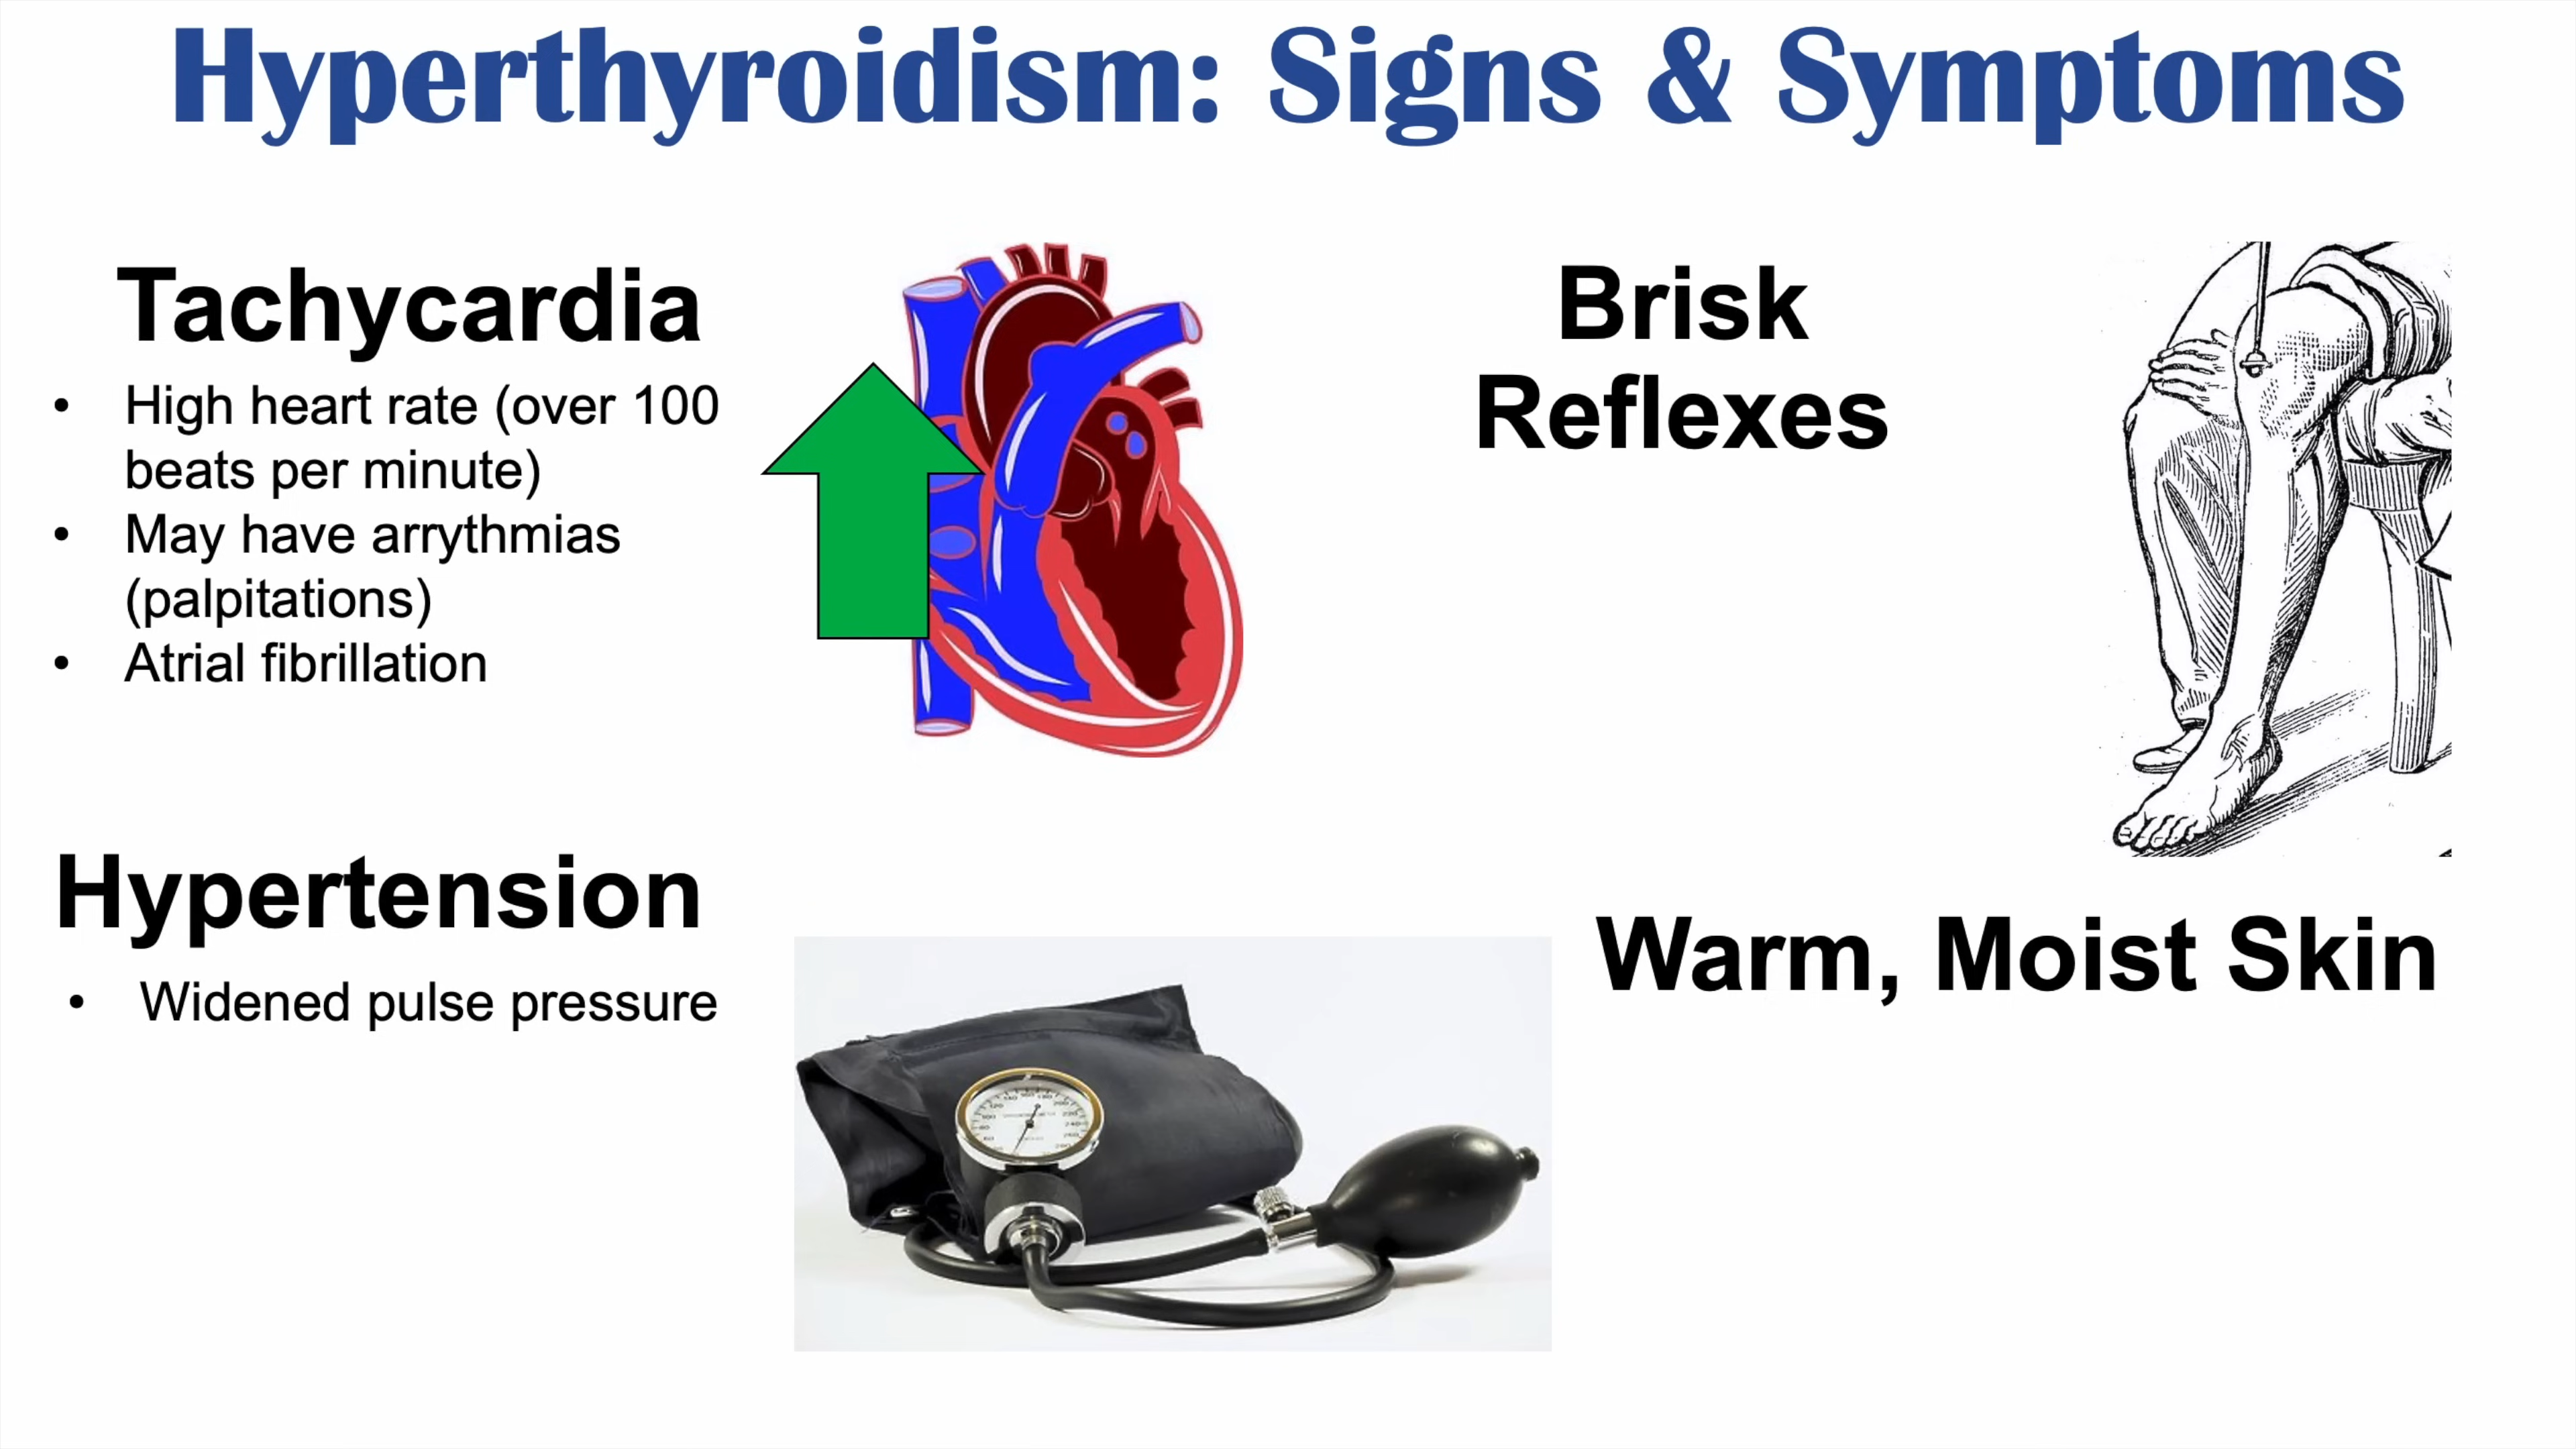 Hyperthyroidism: Signs & Symptoms
Tachycardia
• High heart rate (over 100
beats per minute)
• May have arrythmias
(palpitations)
• Atrial fibrillation
Brisk
Reflexes
Hypertension
• Widened pulse pressure
Warm, Moist Skin